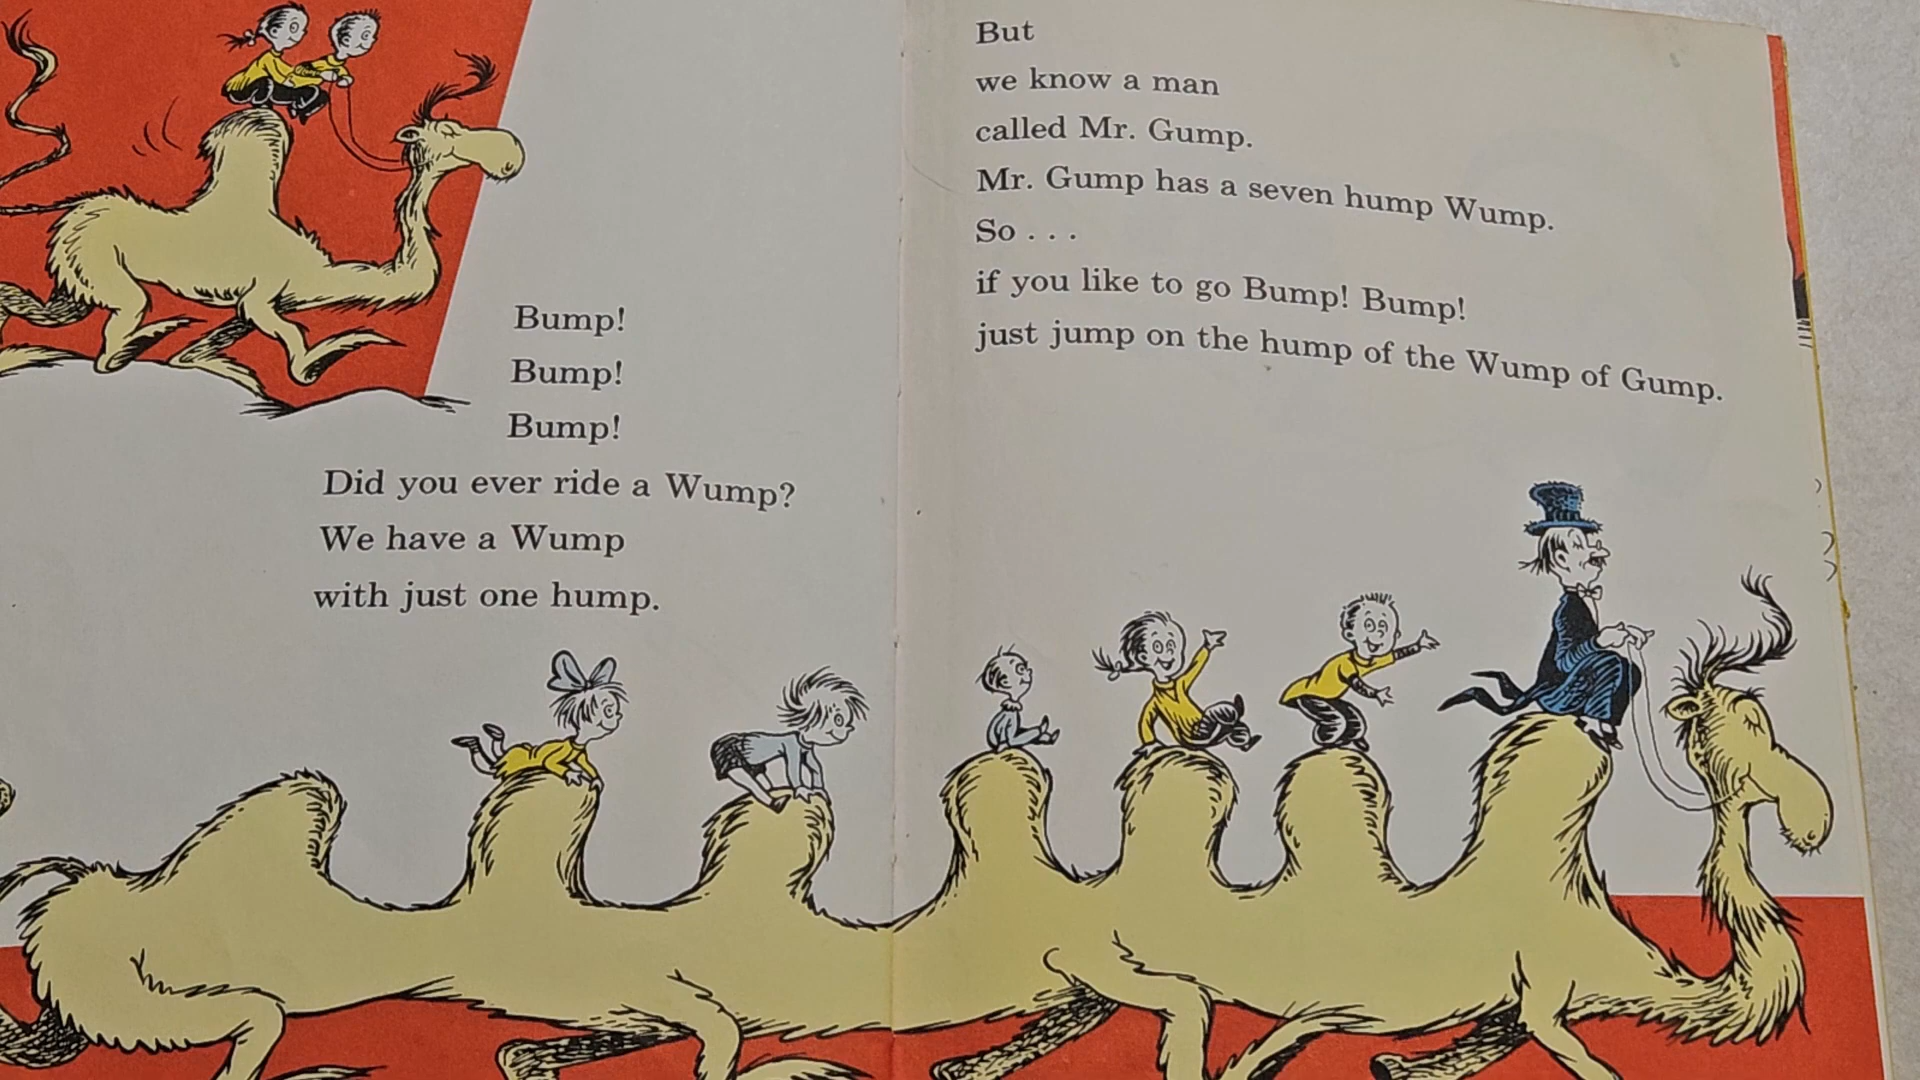 Bump!
Bump!
Bump!
Did you ever ride a Wump?
We have a Wump
with just one hump.
But
we know a man
called Mr. Gump.
Mr. Gump has a seven hump Wump.
So . . .
if you like to go Bump! Bump!
just jump on the hump of the Wump of Gump.